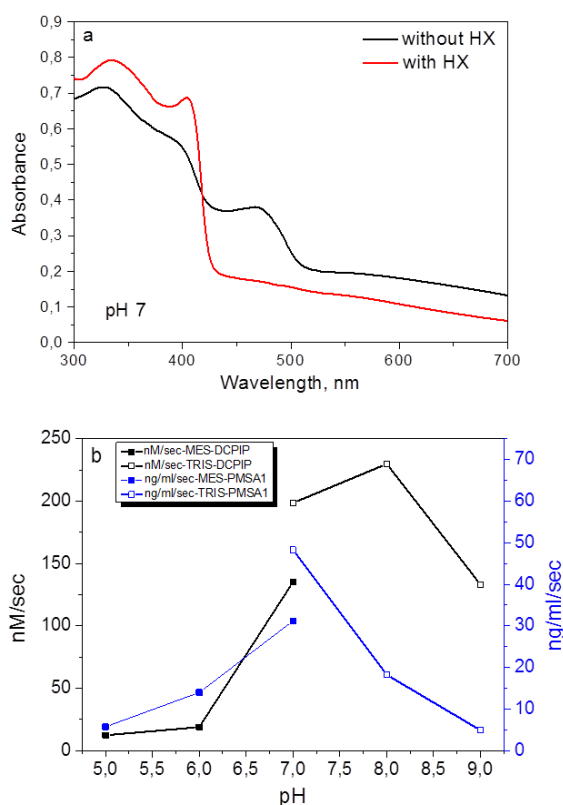 a
without HX
with HX
0,9
0,8
0,7
0,6
0,5
0,4
0,3
0,2
0,1
0,0
Absorbance
pH 7
300 400 500 600 700
Wavelength, nm
b
nM/sec-MES-DCPIP
nM/sec-TRIS-DCPIP
ng/ml/sec-MES-PMSA1
ng/ml/sec-TRIS-PMSA1
250
200
150
100
50
0
nM/sec
70
60
50
40
30
20
10
0
ng/ml/sec
5,0 5,5 6,0 6,5 7,0 7,5 8,0 8,5 9,0
pH